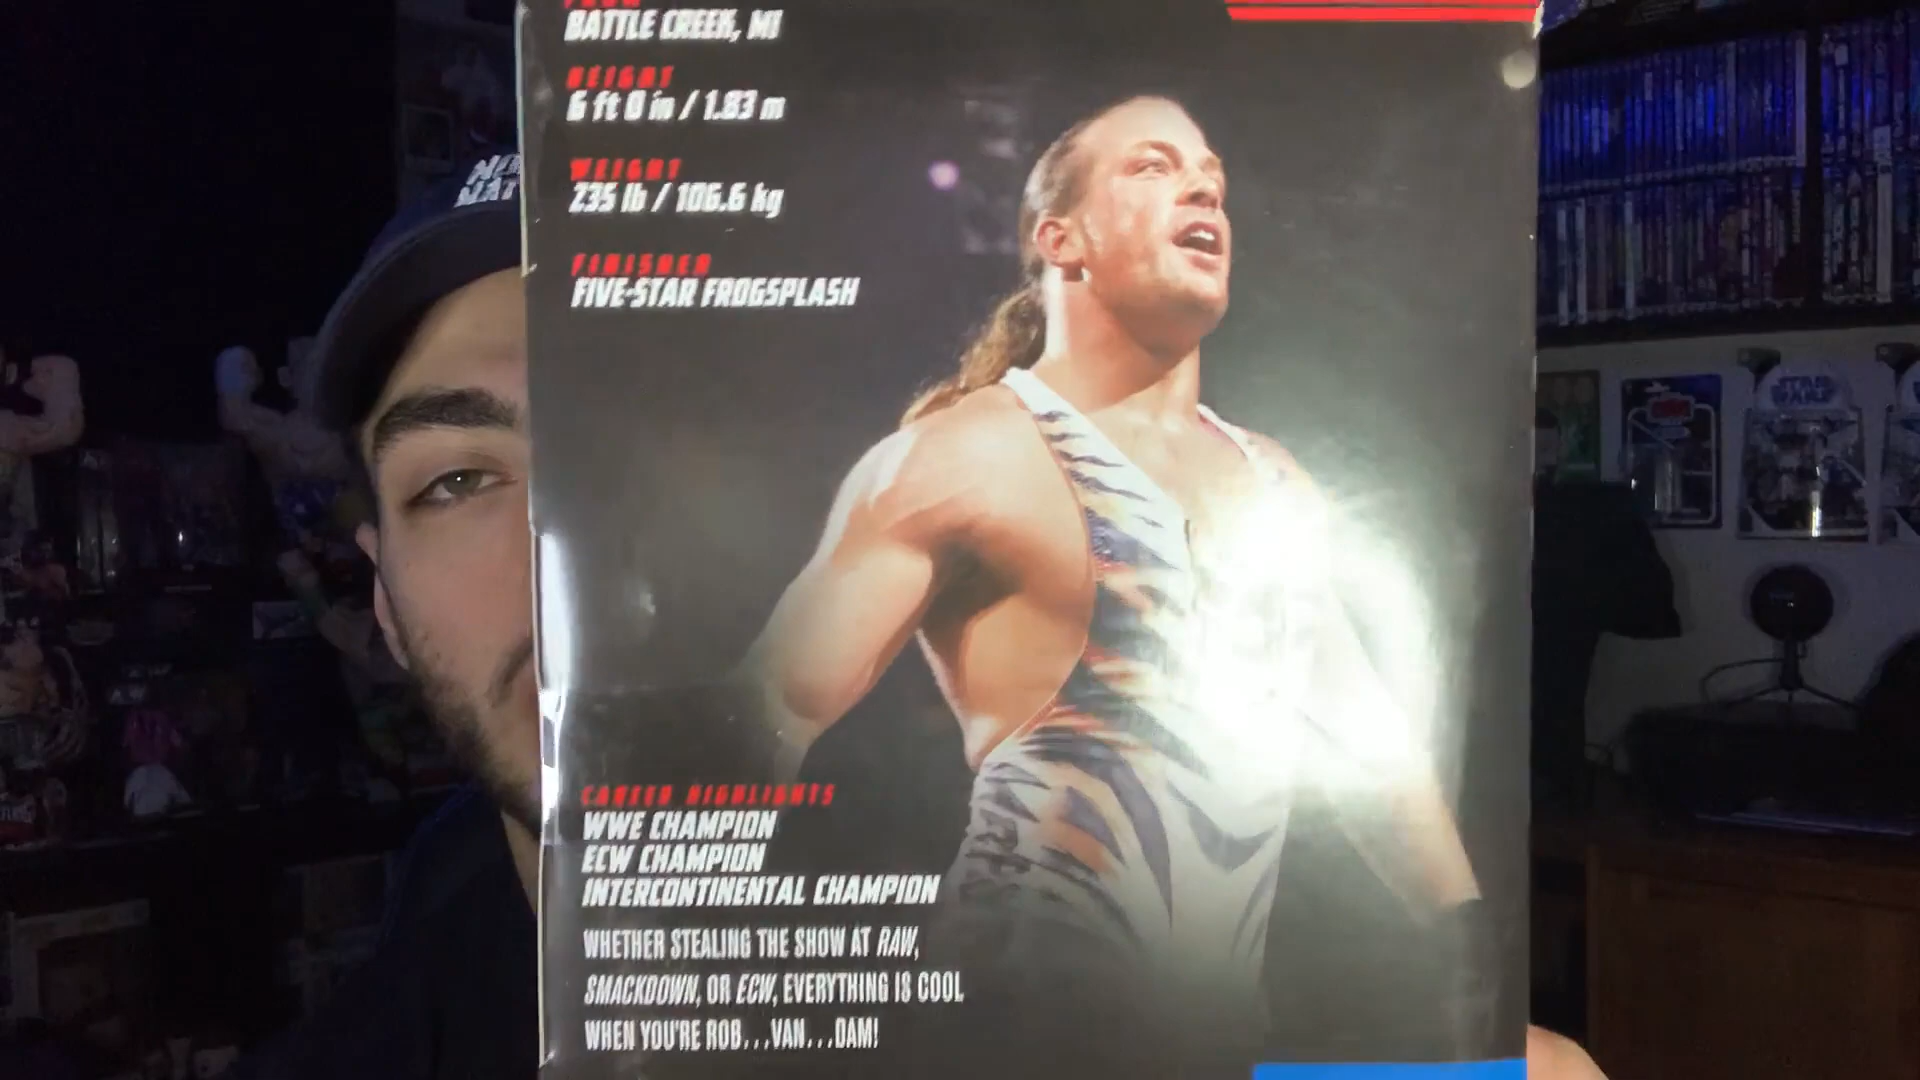 BATTLE CREEK, MI
HEIGHT
6 ft 0 in / 1.83 m
WEIGHT
235 lb / 106.6 kg
FINISHER
FIVE-STAR FROGSPLASH
CAREER HIGHLIGHTS
WWE CHAMPION
ECW CHAMPION
INTERCONTINENTAL CHAMPION
WHETHER STEALING THE SHOW AT RAW,
SMACKDOWN, OR ECW, EVERYTHING IS COOL
WHEN YOU'RE ROB...VAN...DAM!
STAR
WARS